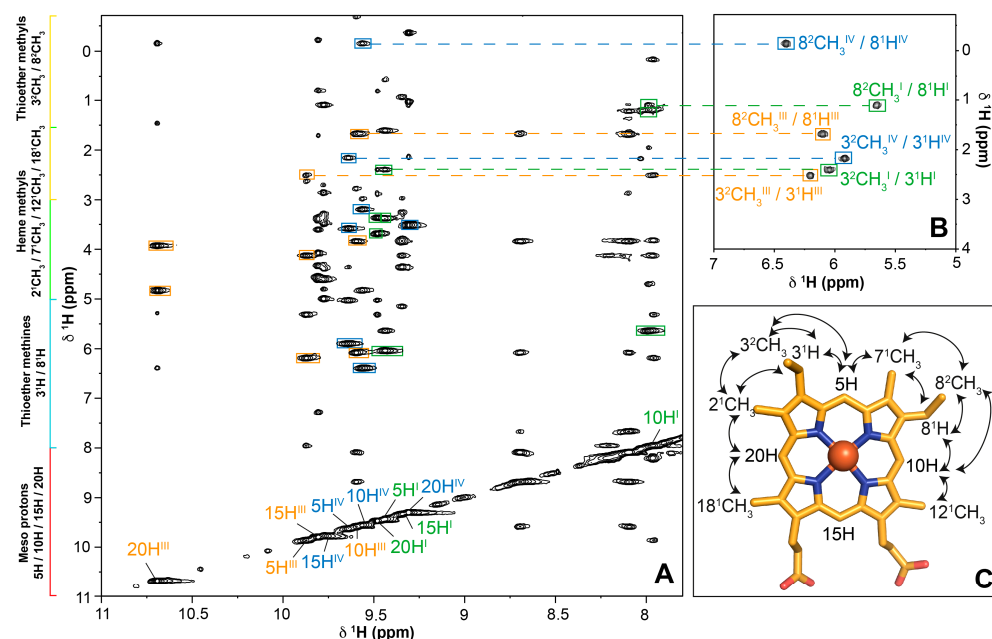 Thioether methyls
3²CH₃ / 8²CH₃
Heme methyls
2¹CH₃ / 7¹CH₃ / 12¹CH₃ / 18¹CH₃
Thioether methines
3¹H / 8¹H
Meso protons
5H / 10H / 15H / 20H
δ ¹H (ppm)
0
1
2
3
4
5
6
7
8
9
10
11
11
10
9.5
9
8
δ ¹H (ppm)
20Hᴵᴵᴵ
15Hᴵᴵᴵ
5Hᴵⱽ
10Hᴵⱽ
5Hᴵ
20Hᴵⱽ
10Hᴵ
5Hᴵᴵᴵ
15Hᴵⱽ
10Hᴵᴵᴵ
20Hᴵ
15Hᴵ
A
8²CH₃ᴵⱽ / 8¹Hᴵⱽ
8²CH₃ᴵ / 8¹Hᴵ
8²CH₃ᴵᴵᴵ / 8¹Hᴵᴵᴵ
3²CH₃ᴵⱽ / 3¹Hᴵⱽ
3²CH₃ᴵ / 3¹Hᴵ
3²CH₃ᴵᴵᴵ / 3¹Hᴵᴵᴵ
B
0
1
2
3
4
δ ¹H (ppm)
7
6.5
6
5.5
5
δ ¹H (ppm)
3²CH₃
3¹H
7¹CH₃
5H
8²CH₃
2¹CH₃
8¹H
20H
10H
18¹CH₃
12¹CH₃
15H
C